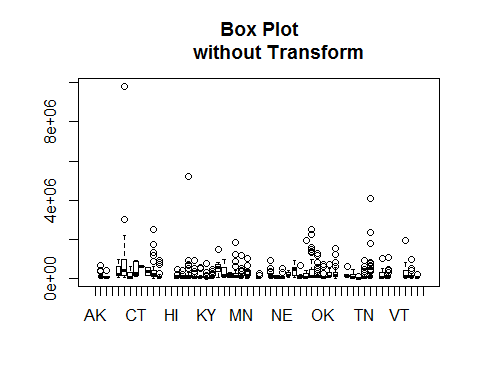 Box Plot
without Transform
8e+06
4e+06
0e+00
AK CT HI KY MN NE OK TN VT